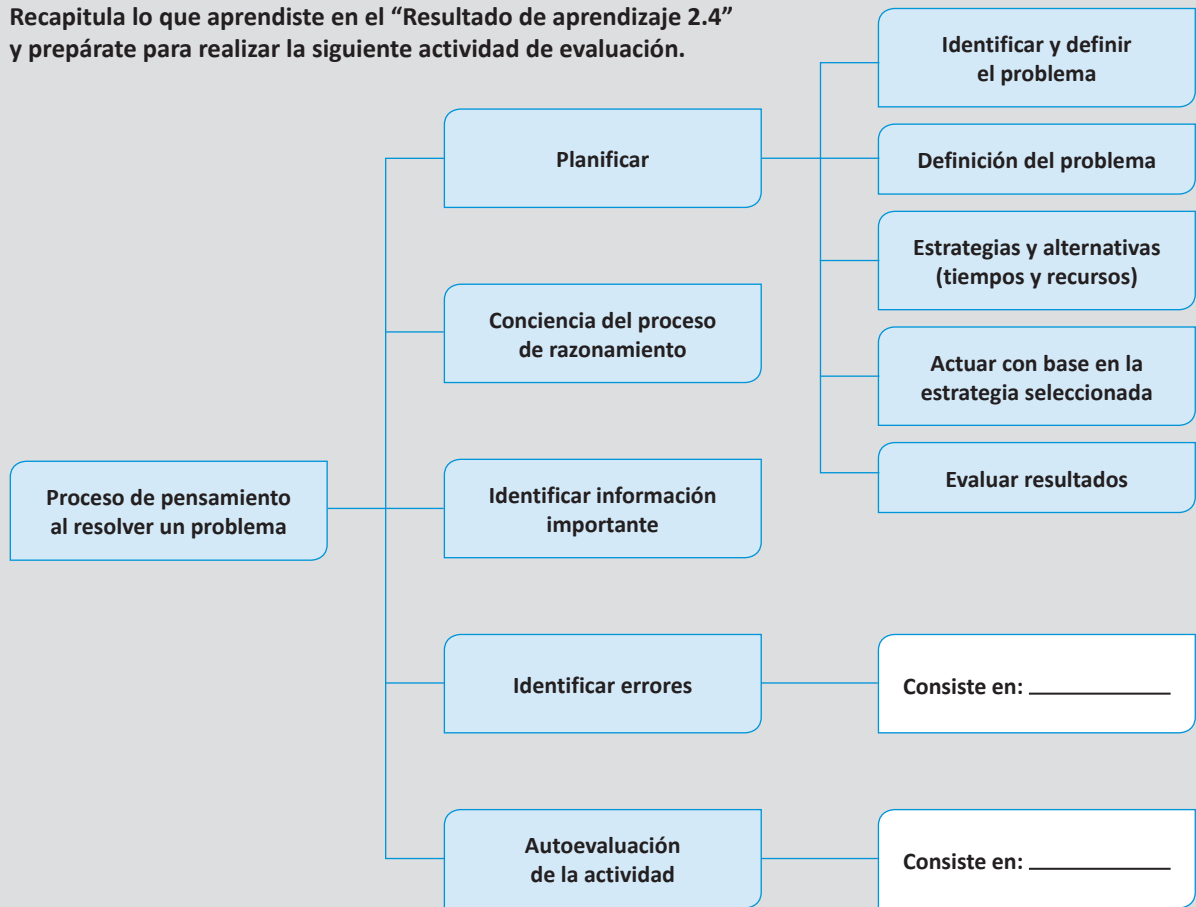 Recapitula lo que aprendiste en el “Resultado de aprendizaje 2.4”
y prepárate para realizar la siguiente actividad de evaluación.
Proceso de pensamiento
al resolver un problema
Planificar
Identificar y definir
el problema
Definición del problema
Estrategias y alternativas
(tiempos y recursos)
Actuar con base en la
estrategia seleccionada
Evaluar resultados
Conciencia del proceso
de razonamiento
Identificar información
importante
Identificar errores
Consiste en: _______________
Autoevaluación
de la actividad
Consiste en: _______________